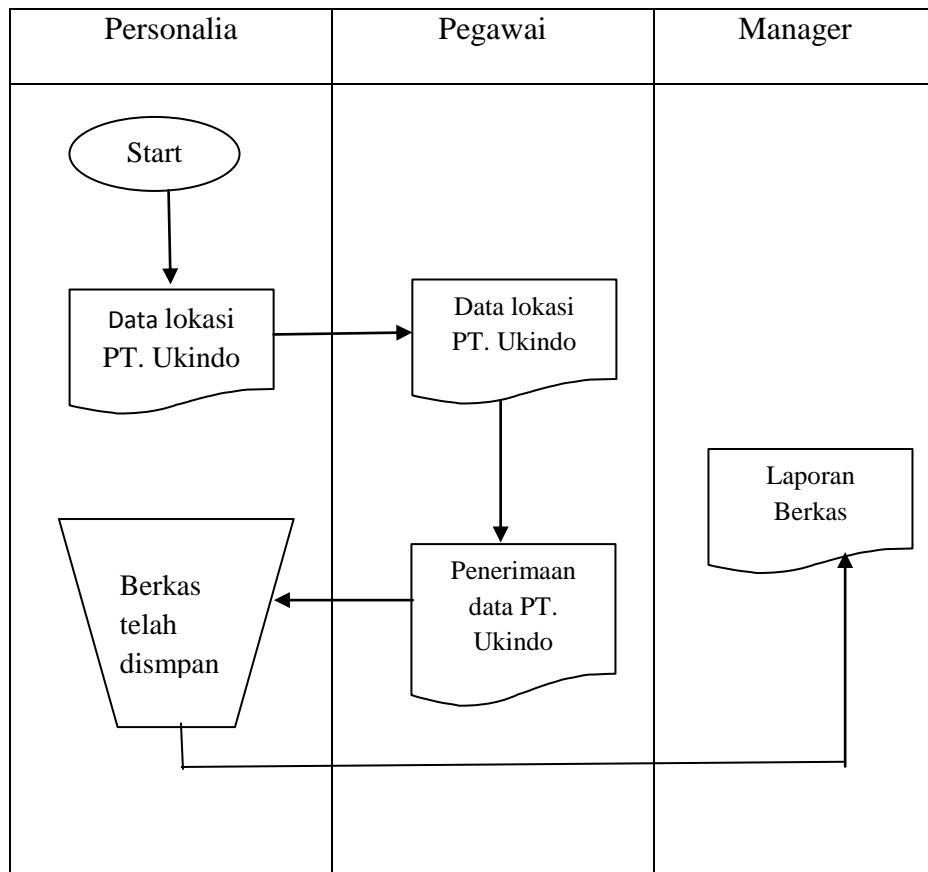 Personalia
Pegawai
Manager
Start
Data lokasi
PT. Ukindo
Data lokasi
PT. Ukindo
Laporan
Berkas
Berkas
telah
dismpan
Penerimaan
data PT.
Ukindo